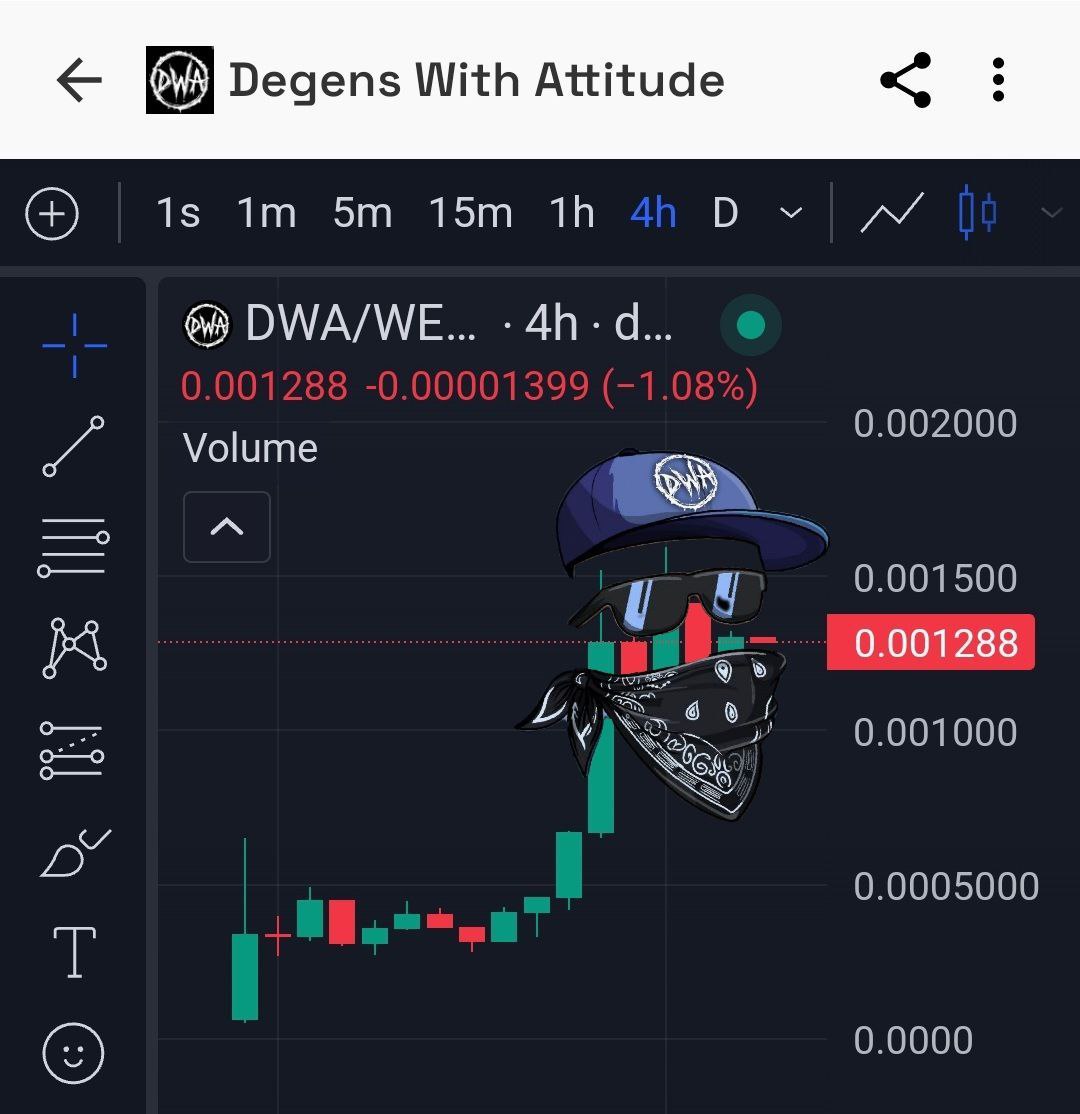 DWA Degens With Attitude
1s 1m 5m 15m 1h 4h D
DWA DWA/WE... · 4h · d...
0.001288 -0.00001399 (−1.08%)
Volume
0.002000
DWA
0.001500
0.001288
0.001000
0.0005000
0.0000